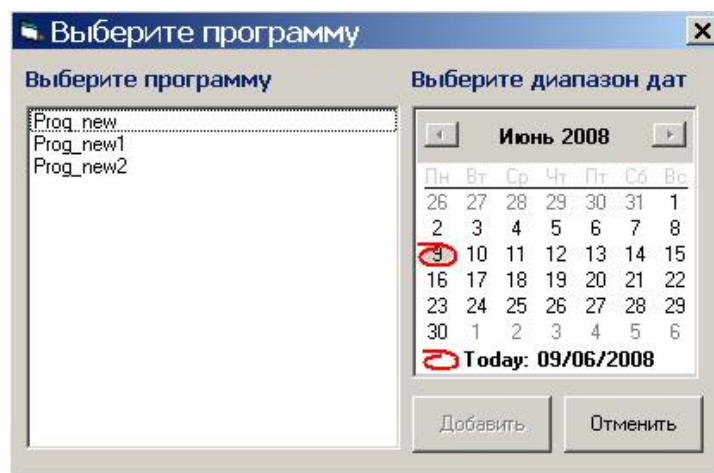 Выберите программу
Выберите программу
Prog_new
Prog_new1
Prog_new2
Выберите диапазон дат
Июнь 2008
Пн Вт Ср Чт Пт Сб Вс
26 27 28 29 30 31 1
2 3 4 5 6 7 8
9 10 11 12 13 14 15
16 17 18 19 20 21 22
23 24 25 26 27 28 29
30 1 2 3 4 5 6
Today: 09/06/2008
Добавить Отменить